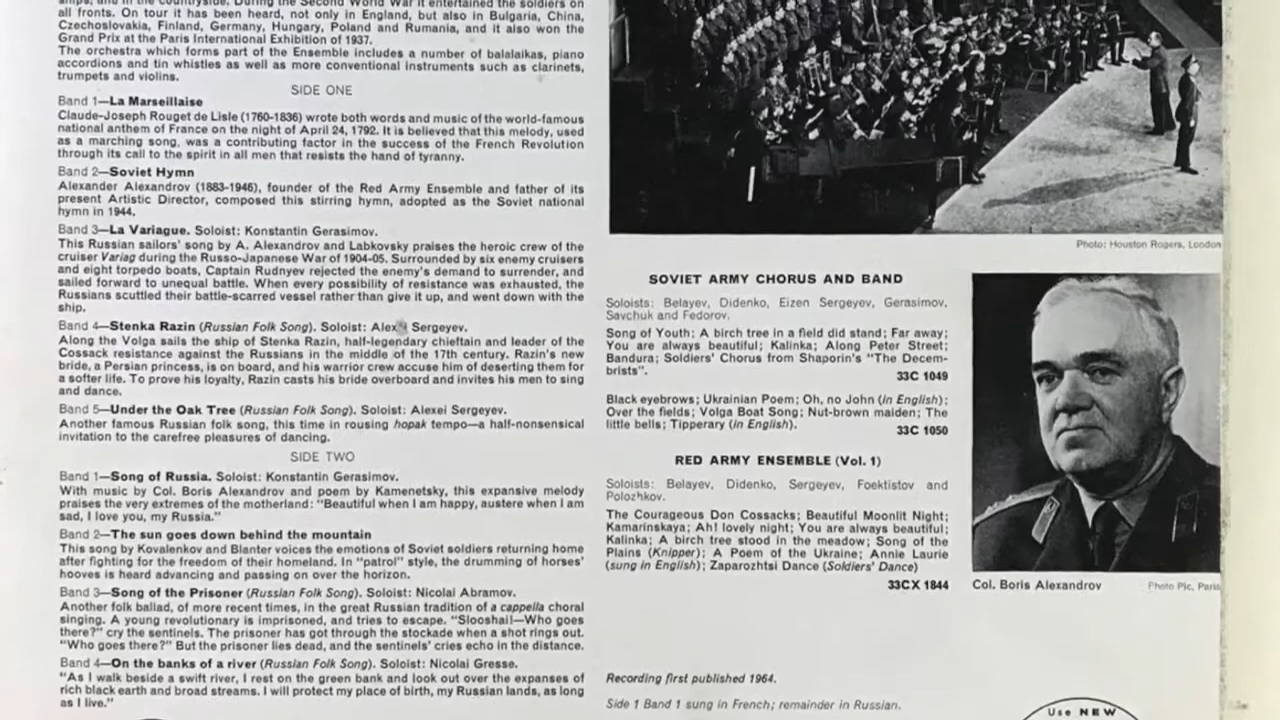 ships, and in the countryside. During the Second World War it entertained the soldiers on
all fronts. On tour it has been heard, not only in England, but also in Bulgaria, China,
Czechoslovakia, Finland, Germany, Hungary, Poland and Rumania, and it also won the
Grand Prix at the Paris International Exhibition of 1937.
The orchestra which forms part of the Ensemble includes a number of balalaikas, piano
accordions and tin whistles as well as more conventional instruments such as clarinets,
trumpets and violins.
SIDE ONE
Band 1—La Marseillaise
Claude-Joseph Rouget de Lisle (1760-1836) wrote both words and music of the world-famous
national anthem of France on the night of April 24, 1792. It is believed that this melody, used
as a marching song, was a contributing factor in the success of the French Revolution
through its call to the spirit in all men that resists the hand of tyranny.
Band 2—Soviet Hymn
Alexander Alexandrov (1883-1946), founder of the Red Army Ensemble and father of its
present Artistic Director, composed this stirring hymn, adopted as the Soviet national
hymn in 1944.
Band 3—La Variague. Soloist: Konstantin Gerasimov.
This Russian sailors' song by A. Alexandrov and Labkovsky praises the heroic crew of the
cruiser Variag during the Russo-Japanese War of 1904-05. Surrounded by six enemy cruisers
and eight torpedo boats, Captain Rudnyev rejected the enemy's demand to surrender, and
sailed forward to unequal battle. When every possibility of resistance was exhausted, the
Russians scuttled their battle-scarred vessel rather than give it up, and went down with the
ship.
Band 4—Stenka Razin (Russian Folk Song). Soloist: Alexei Sergeyev.
Along the Volga sails the ship of Stenka Razin, half-legendary chieftain and leader of the
Cossack resistance against the Russians in the middle of the 17th century. Razin's new
bride, a Persian princess, is on board, and his warrior crew accuse him of deserting them for
a softer life. To prove his loyalty, Razin casts his bride overboard and invites his men to sing
and dance.
Band 5—Under the Oak Tree (Russian Folk Song). Soloist: Alexei Sergeyev.
Another famous Russian folk song, this time in rousing hopak tempo—a half-nonsensical
invitation to the carefree pleasures of dancing.
SIDE TWO
Band 1—Song of Russia. Soloist: Konstantin Gerasimov.
With music by Col. Boris Alexandrov and poem by Kamenetsky, this expansive melody
praises the very extremes of the motherland: "Beautiful when I am happy, austere when I am
sad, I love you, my Russia."
Band 2—The sun goes down behind the mountain
This song by Kovalenkov and Blanter voices the emotions of Soviet soldiers returning home
after fighting for the freedom of their homeland. In "patrol" style, the drumming of horses'
hooves is heard advancing and passing on over the horizon.
Band 3—Song of the Prisoner (Russian Folk Song). Soloist: Nicolai Abramov.
Another folk ballad, of more recent times, in the great Russian tradition of a cappella choral
singing. A young revolutionary is imprisoned, and tries to escape. "Slooshai!—Who goes
there?" cry the sentinels. The prisoner has got through the stockade when a shot rings out.
"Who goes there?" But the prisoner lies dead, and the sentinels' cries echo in the distance.
Band 4—On the banks of a river (Russian Folk Song). Soloist: Nicolai Gresse.
"As I walk beside a swift river, I rest on the green bank and look out over the expanses of
rich black earth and broad streams. I will protect my place of birth, my Russian lands, as long
as I live."
Photo: Houston Rogers, London
SOVIET ARMY CHORUS AND BAND
Soloists: Belayev, Didenko, Eizen Sergeyev, Gerasimov,
Savchuk and Fedorov.
Song of Youth; A birch tree in a field did stand; Far away;
You are always beautiful; Kalinka; Along Peter Street;
Bandura; Soldiers' Chorus from Shaporin's "The Decem-
brists".
33C 1049
Black eyebrows; Ukrainian Poem; Oh, no John (in English);
Over the fields; Volga Boat Song; Nut-brown maiden; The
little bells; Tipperary (in English).
33C 1050
RED ARMY ENSEMBLE (Vol. 1)
Soloists: Belayev, Didenko, Sergeyev, Foektistov and
Polozhkov.
The Courageous Don Cossacks; Beautiful Moonlit Night;
Kamarinskaya; Ah! lovely night; You are always beautiful;
Kalinka; A birch tree stood in the meadow; Song of the
Plains (Knipper); A Poem of the Ukraine; Annie Laurie
(sung in English); Zaparozhtsi Dance (Soldiers' Dance)
33CX 1844
Col. Boris Alexandrov
Photo Pic, Paris
Recording first published 1964.
Side 1 Band 1 sung in French; remainder in Russian.
Use NEW